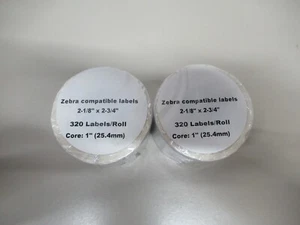 Zebra compatible labels
2-1/8" x 2-3/4"
320 Labels/Roll
Core: 1" (25.4mm)
Zebra compatible labels
2-1/8" x 2-3/4"
320 Labels/Roll
Core: 1" (25.4mm)